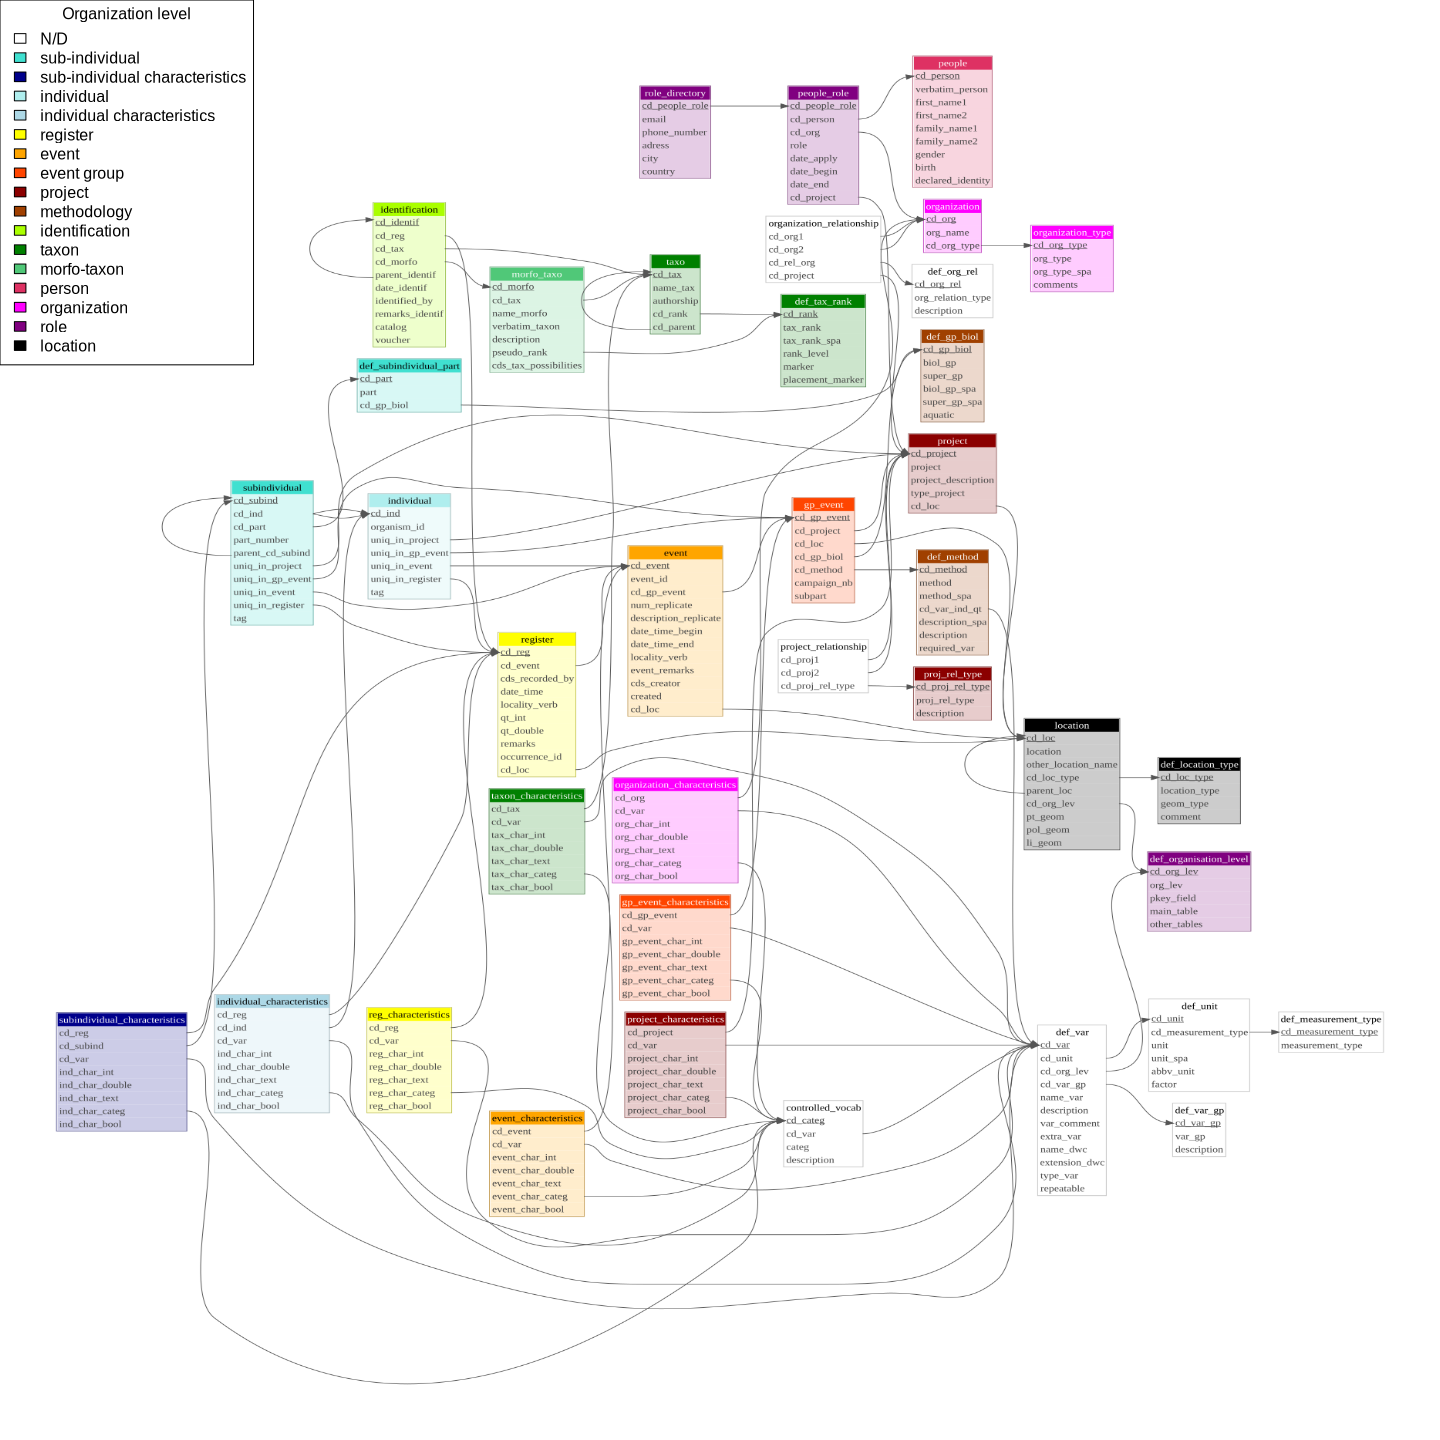 Organization level
N/D
sub-individual
sub-individual characteristics
individual
individual characteristics
register
event
event group
project
methodology
identification
taxon
morfo-taxon
person
organization
role
location
people
cd_person
verbatim_person
first_name1
first_name2
family_name1
family_name2
gender
birth
declared_identity
role_directory
cd_people_role
email
phone_number
adress
city
country
people_role
cd_people_role
cd_person
cd_org
role
date_apply
date_begin
date_end
cd_project
organization
cd_org
org_name
cd_org_type
organization_type
cd_org_type
org_type
org_type_spa
comments
organization_relationship
cd_org1
cd_org2
cd_rel_org
cd_project
def_org_rel
cd_org_rel
org_relation_type
description
identification
cd_identif
cd_reg
cd_tax
cd_morfo
parent_identif
date_identif
identified_by
remarks_identif
catalog
voucher
morfo_taxo
cd_morfo
cd_tax
name_morfo
verbatim_taxon
description
pseudo_rank
cds_tax_possibilities
taxo
cd_tax
name_tax
authorship
cd_rank
cd_parent
def_tax_rank
cd_rank
tax_rank
tax_rank_spa
rank_level
marker
placement_marker
def_gp_biol
cd_gp_biol
biol_gp
super_gp
biol_gp_spa
super_gp_spa
aquatic
def_subindividual_part
cd_part
part
cd_gp_biol
project
cd_project
project
project_description
type_project
cd_loc
subindividual
cd_subind
cd_ind
cd_part
part_number
parent_cd_subind
uniq_in_project
uniq_in_gp_event
uniq_in_event
uniq_in_register
tag
individual
cd_ind
organism_id
uniq_in_project
uniq_in_gp_event
uniq_in_event
uniq_in_register
tag
gp_event
cd_gp_event
cd_project
cd_loc
cd_gp_biol
cd_method
campaign_nb
subpart
event
cd_event
event_id
cd_gp_event
num_replicate
description_replicate
date_time_begin
date_time_end
locality_verb
event_remarks
cds_creator
created
cd_loc
def_method
cd_method
method
method_spa
cd_var_ind_qt
description_spa
description
required_var
register
cd_reg
cd_event
cds_recorded_by
date_time
locality_verb
qt_int
qt_double
remarks
occurrence_id
cd_loc
project_relationship
cd_proj1
cd_proj2
cd_proj_rel_type
proj_rel_type
cd_proj_rel_type
proj_rel_type
description
location
cd_loc
location
other_location_name
cd_loc_type
parent_loc
cd_org_lev
pt_geom
pol_geom
li_geom
def_location_type
cd_loc_type
location_type
geom_type
comment
taxon_characteristics
cd_tax
cd_var
tax_char_int
tax_char_double
tax_char_text
tax_char_categ
tax_char_bool
organization_characteristics
cd_org
cd_var
org_char_int
org_char_double
org_char_text
org_char_categ
org_char_bool
def_organisation_level
cd_org_lev
org_lev
pkey_field
main_table
other_tables
gp_event_characteristics
cd_gp_event
cd_var
gp_event_char_int
gp_event_char_double
gp_event_char_text
gp_event_char_categ
gp_event_char_bool
subindividual_characteristics
cd_reg
cd_subind
cd_var
ind_char_int
ind_char_double
ind_char_text
ind_char_categ
ind_char_bool
individual_characteristics
cd_reg
cd_ind
cd_var
ind_char_int
ind_char_double
ind_char_text
ind_char_categ
ind_char_bool
reg_characteristics
cd_reg
cd_var
reg_char_int
reg_char_double
reg_char_text
reg_char_categ
reg_char_bool
project_characteristics
cd_project
cd_var
project_char_int
project_char_double
project_char_text
project_char_categ
project_char_bool
event_characteristics
cd_event
cd_var
event_char_int
event_char_double
event_char_text
event_char_categ
event_char_bool
controlled_vocab
cd_categ
cd_var
categ
description
def_var
cd_var
cd_unit
cd_org_lev
cd_var_gp
name_var
description
var_comment
extra_var
name_dwc
extension_dwc
type_var
repeatable
def_unit
cd_unit
cd_measurement_type
unit
unit_spa
abbv_unit
factor
def_measurement_type
cd_measurement_type
measurement_type
def_var_gp
cd_var_gp
var_gp
description